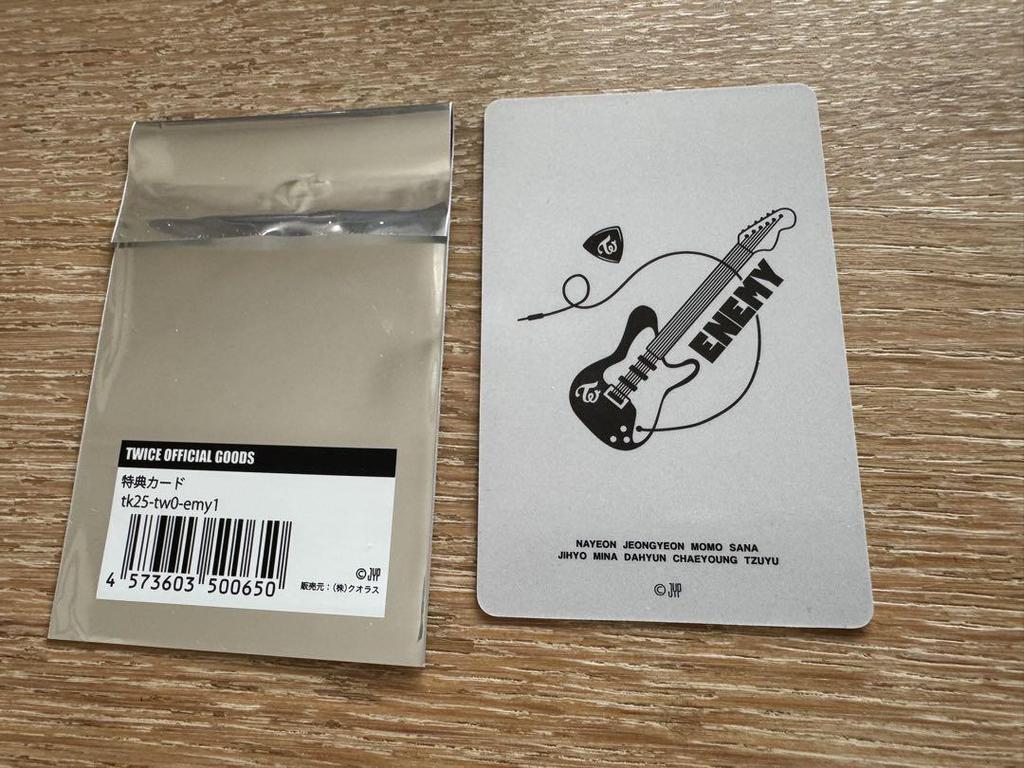 TWICE OFFICIAL GOODS
特典カード
tk25-tw0-emy1
4 573603 500650
© JYP
販売元：(株)クオラス
ENEMY
NAYEON JEONGYEON MOMO SANA
JIHYO MINA DAHYUN CHAEYOUNG TZUYU
© JYP